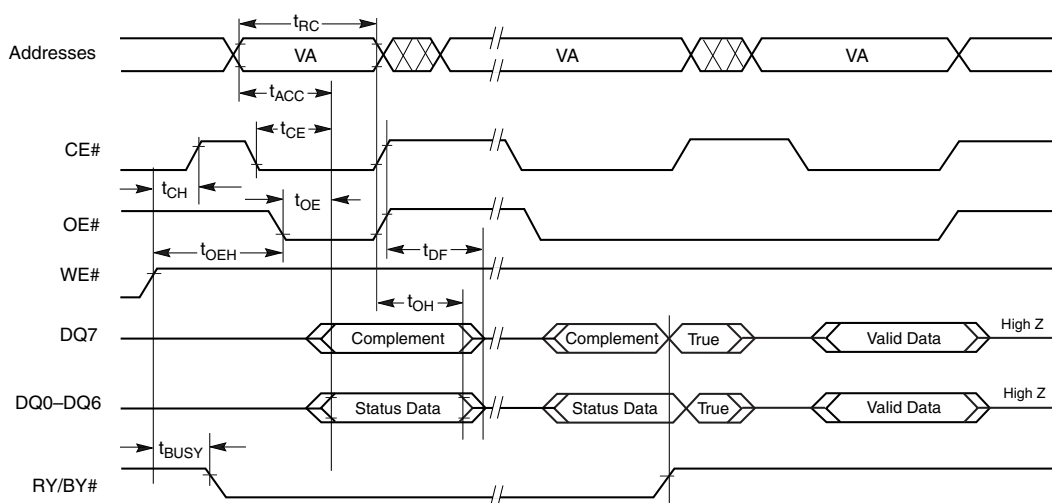 tRC
Addresses VA VA VA
tACC
tCE
CE#
tCH
tOE
OE#
tOEH
tDF
WE#
tOH
High Z
DQ7 Complement Complement True Valid Data
High Z
DQ0–DQ6 Status Data Status Data True Valid Data
tBUSY
RY/BY#